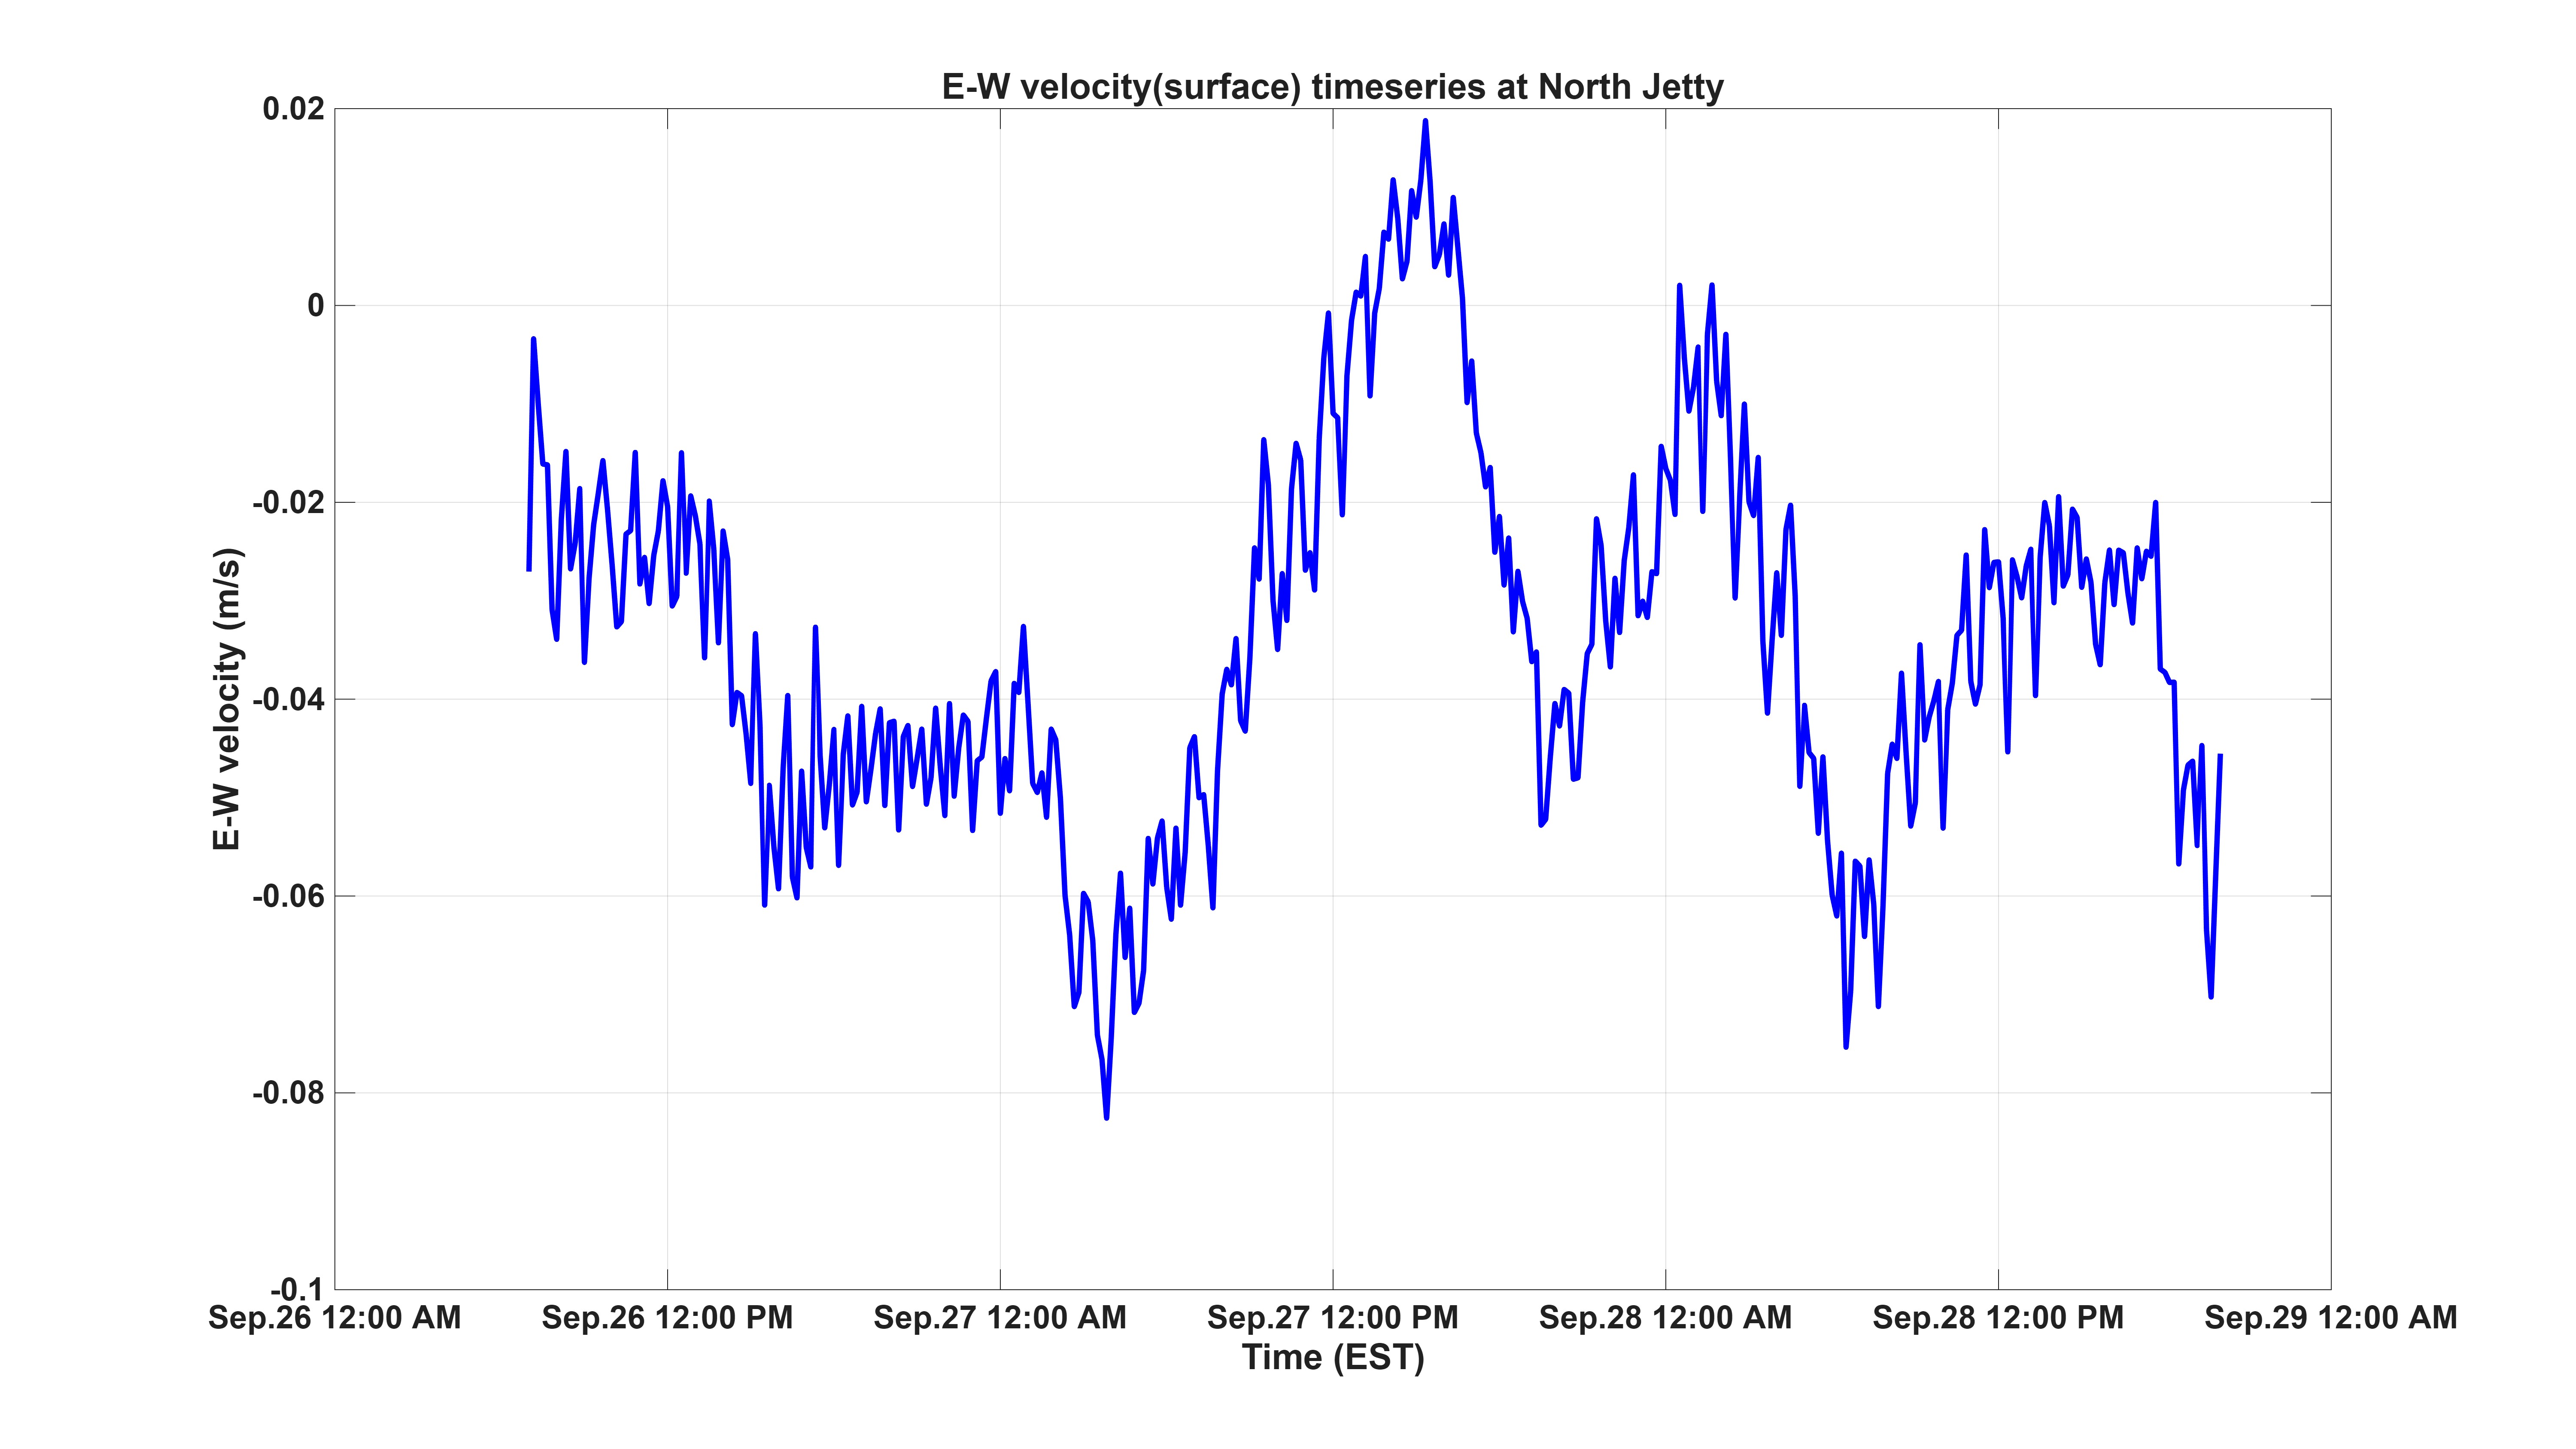 E-W velocity(surface) timeseries at North Jetty
0.02
0
-0.02
-0.04
-0.06
-0.08
-0.1
E-W velocity (m/s)
Sep.26 12:00 AM Sep.26 12:00 PM Sep.27 12:00 AM Sep.27 12:00 PM Sep.28 12:00 AM Sep.28 12:00 PM Sep.29 12:00 AM
Time (EST)